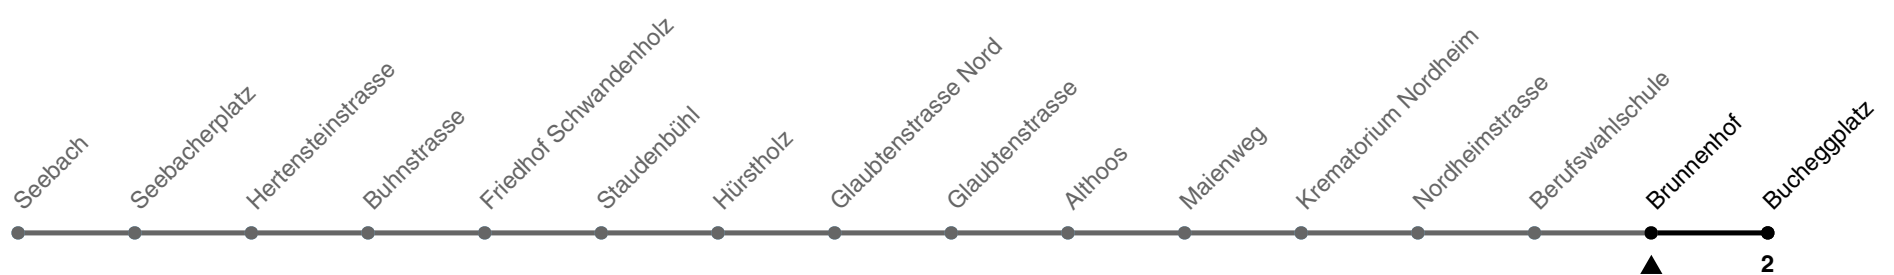 Seebach
Seebacherplatz
Hertensteinstrasse
Buhnstrasse
Friedhof Schwandenholz
Staudenbühl
Hürstholz
Glaubtenstrasse Nord
Glaubtenstrasse
Althoos
Maienweg
Krematorium Nordheim
Nordheimstrasse
Berufswahlschule
Brunnenhof
Bucheggplatz
2